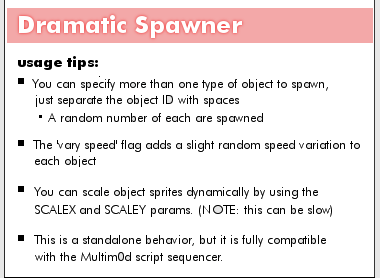 Dramatic Spawner
usage tips:
You can specify more than one type of object to spawn,
just separate the object ID with spaces
• A random number of each are spawned
The 'vary speed' flag adds a slight random speed variation to
each object
You can scale object sprites dynamically by using the
SCALEX and SCALEY params. (NOTE: this can be slow)
This is a standalone behavior, but it is fully compatible
with the Multim0d script sequencer.